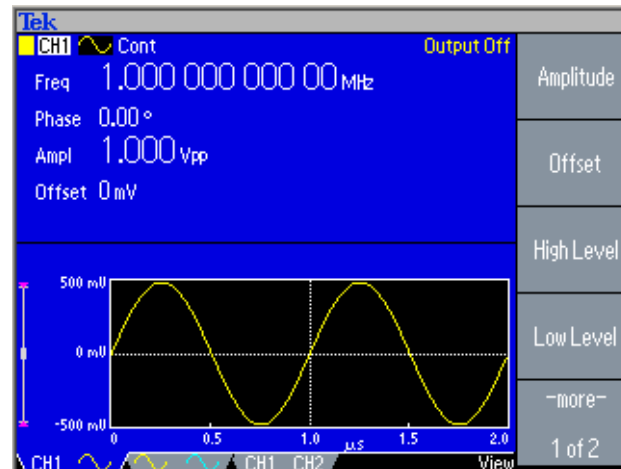 Tek
CH1 Cont Output Off
Freq 1.000 000 000 00 MHz
Phase 0.00 °
Ampl 1.000 Vpp
Offset 0 mV
Amplitude
Offset
High Level
Low Level
-more-
1 of 2
500 mV
0 mV
-500 mV
0 0.5 1.0 µs 1.5 2.0
CH1 CH1 CH2 View